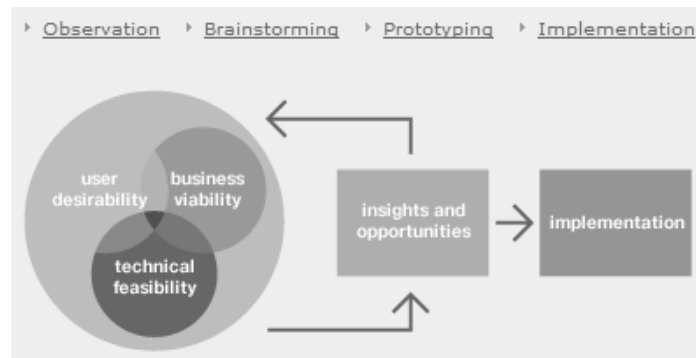 Observation Brainstorming Prototyping Implementation
user
desirability
business
viability
technical
feasibility
insights and
opportunities
implementation